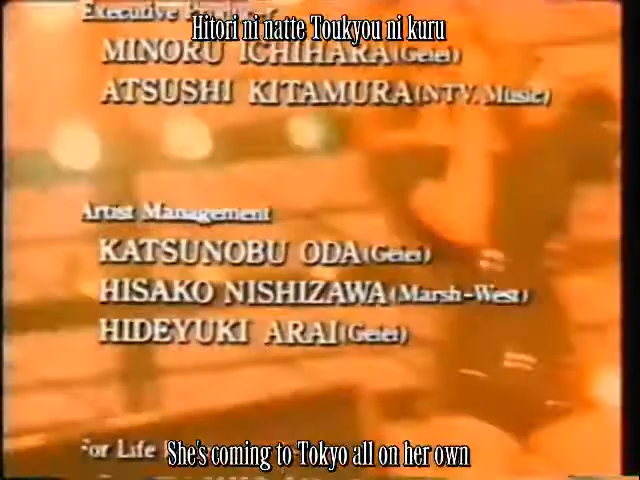 Executive Producer
Hitori ni natte Toukyou ni kuru
MINORU ICHIHARA(Geiei)
ATSUSHI KITAMURA(NTV. Music)
Artist Management
KATSUNOBU ODA(Geiei)
HISAKO NISHIZAWA(Marsh-West)
HIDEYUKI ARAI(Geiei)
For Life
She's coming to Tokyo all on her own